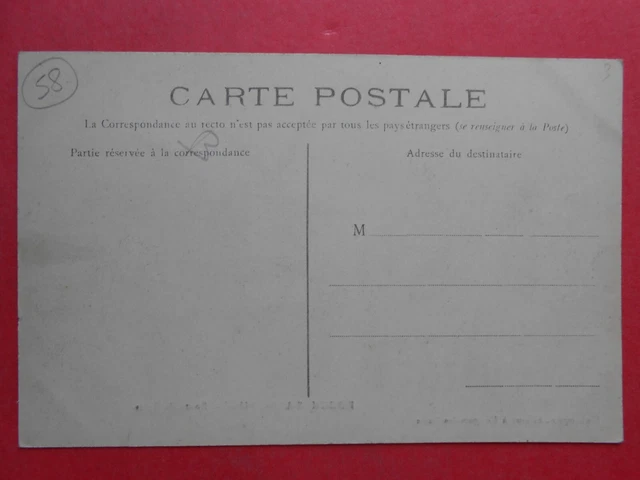 58
3
CARTE POSTALE
La Correspondance au recto n'est pas acceptée par tous les pays étrangers (se renseigner à la Poste)
Partie réservée à la correspondance
Adresse du destinataire
M